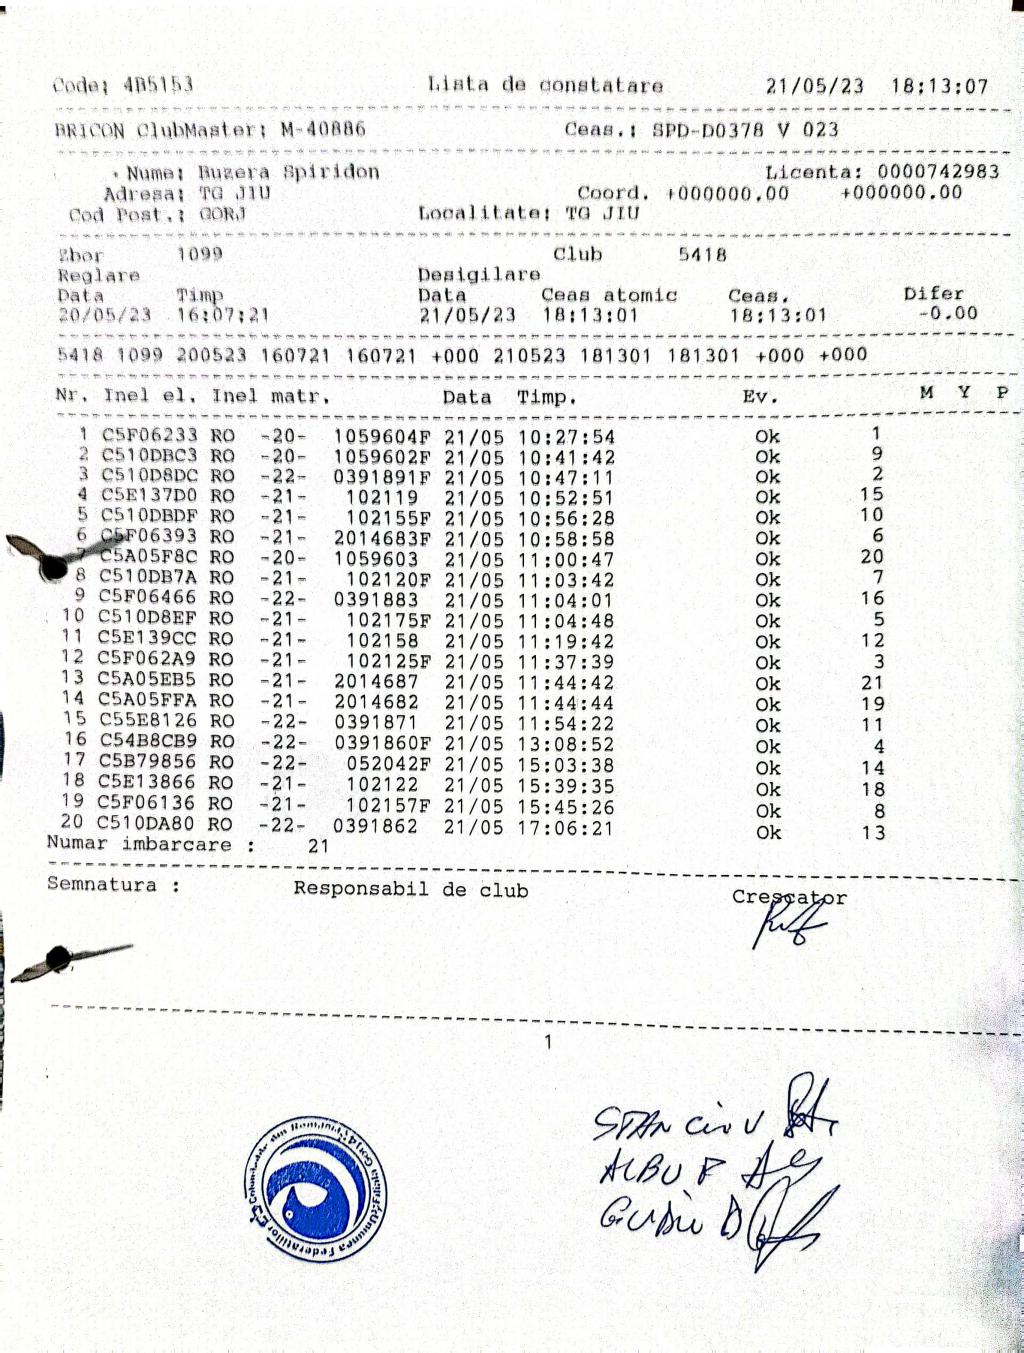 Code: 4B5153 Lista de constatare 21/05/23 18:13:07
BRICON ClubMaster: M-40886 Ceas.: SPD-D0378 V 023
Nume: Buzera Spiridon Licenta: 0000742983
Adresa: TG JIU Coord. +000000.00 +000000.00
Cod Post.: GORJ Localitate: TG JIU
Zbor 1099 Club 5418
Reglare Desigilare
Data Timp Data Ceas atomic Ceas. Difer
20/05/23 16:07:21 21/05/23 18:13:01 18:13:01 -0.00
5418 1099 200523 160721 160721 +000 210523 181301 181301 +000 +000
Nr. Inel el. Inel matr. Data Timp. Ev. M Y P
1 C5F06233 RO -20- 1059604F 21/05 10:27:54 Ok 1
2 C510DBC3 RO -20- 1059602F 21/05 10:41:42 Ok 9
3 C510D8DC RO -22- 0391891F 21/05 10:47:11 Ok 2
4 C5E137D0 RO -21- 102119 21/05 10:52:51 Ok 15
5 C510DBDF RO -21- 102155F 21/05 10:56:28 Ok 10
6 C5F06393 RO -21- 2014683F 21/05 10:58:58 Ok 6
7 C5A05F8C RO -20- 1059603 21/05 11:00:47 Ok 20
8 C510DB7A RO -21- 102120F 21/05 11:03:42 Ok 7
9 C5F06466 RO -22- 0391883 21/05 11:04:01 Ok 16
10 C510D8EF RO -21- 102175F 21/05 11:04:48 Ok 5
11 C5E139CC RO -21- 102158 21/05 11:19:42 Ok 12
12 C5F062A9 RO -21- 102125F 21/05 11:37:39 Ok 3
13 C5A05EB5 RO -21- 2014687 21/05 11:44:42 Ok 21
14 C5A05FFA RO -21- 2014682 21/05 11:44:44 Ok 19
15 C55E8126 RO -22- 0391871 21/05 11:54:22 Ok 11
16 C54B8CB9 RO -22- 0391860F 21/05 13:08:52 Ok 4
17 C5B79856 RO -22- 052042F 21/05 15:03:38 Ok 14
18 C5E13866 RO -21- 102122 21/05 15:39:35 Ok 18
19 C5F06136 RO -21- 102157F 21/05 15:45:26 Ok 8
20 C510DA80 RO -22- 0391862 21/05 17:06:21 Ok 13
Numar imbarcare : 21
Semnatura : Responsabil de club Crescator
1
STANCIU
ALBU F